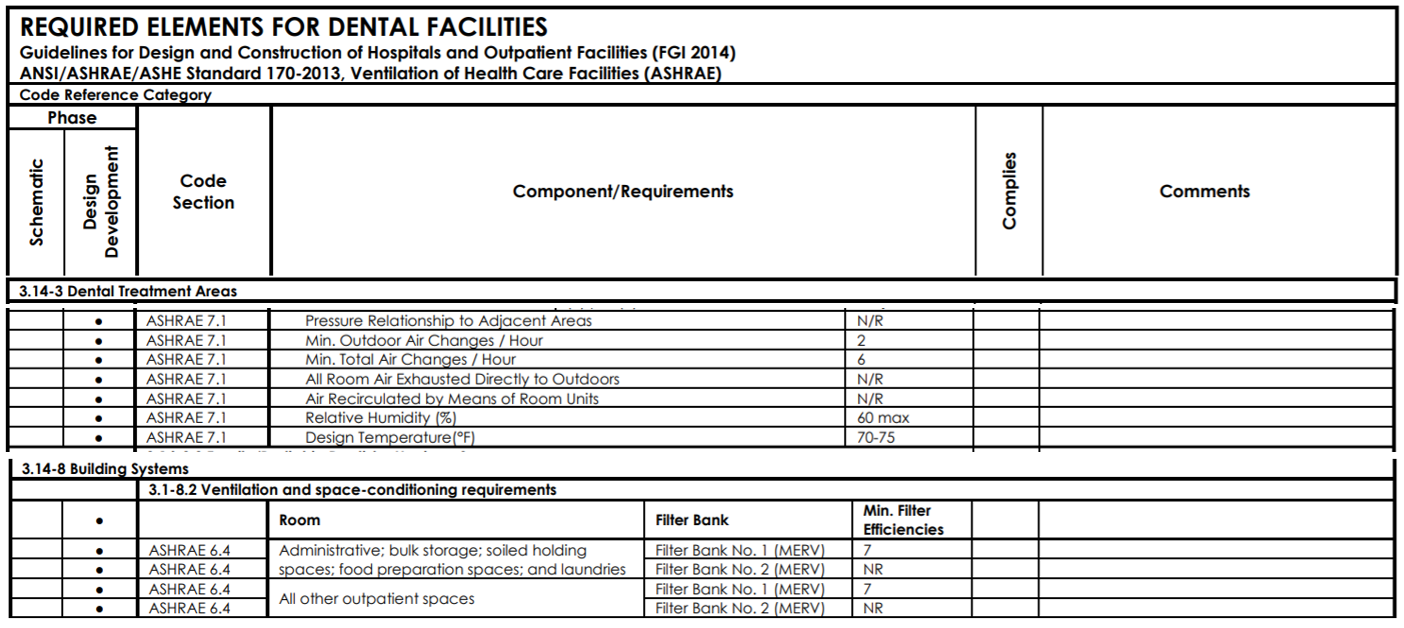 REQUIRED ELEMENTS FOR DENTAL FACILITIES
Guidelines for Design and Construction of Hospitals and Outpatient Facilities (FGI 2014)
ANSI/ASHRAE/ASHE Standard 170-2013, Ventilation of Health Care Facilities (ASHRAE)
Code Reference Category
Phase
Schematic
Design Development
Code Section
Component/Requirements
Complies
Comments
3.14-3 Dental Treatment Areas
● ASHRAE 7.1 Pressure Relationship to Adjacent Areas N/R
● ASHRAE 7.1 Min. Outdoor Air Changes / Hour 2
● ASHRAE 7.1 Min. Total Air Changes / Hour 6
● ASHRAE 7.1 All Room Air Exhausted Directly to Outdoors N/R
● ASHRAE 7.1 Air Recirculated by Means of Room Units N/R
● ASHRAE 7.1 Relative Humidity (%) 60 max
● ASHRAE 7.1 Design Temperature(°F) 70-75
3.14-8 Building Systems
3.1-8.2 Ventilation and space-conditioning requirements
● Room Filter Bank Min. Filter Efficiencies
● ASHRAE 6.4 Administrative; bulk storage; soiled holding Filter Bank No. 1 (MERV) 7
● ASHRAE 6.4 spaces; food preparation spaces; and laundries Filter Bank No. 2 (MERV) NR
● ASHRAE 6.4 All other outpatient spaces Filter Bank No. 1 (MERV) 7
● ASHRAE 6.4 Filter Bank No. 2 (MERV) NR